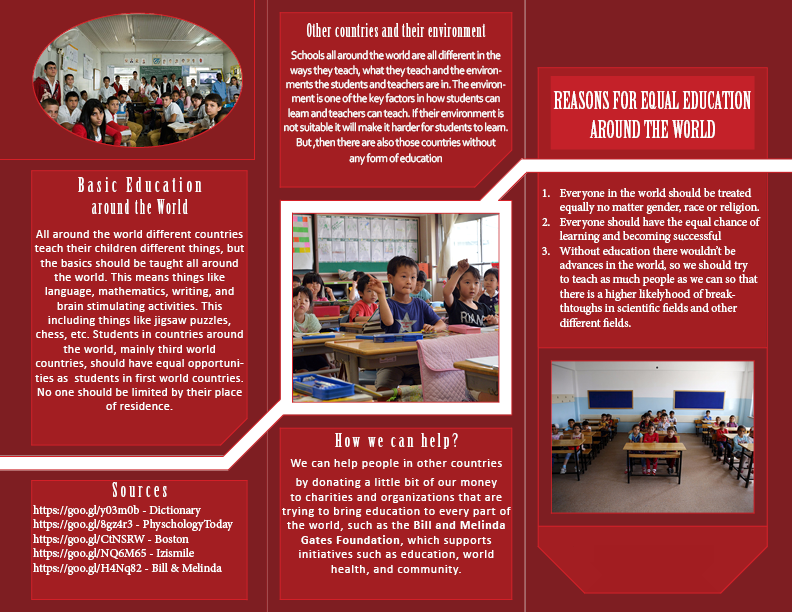 Basic Education
around the World
All around the world different countries
teach their children different things, but
the basics should be taught all around
the world. This means things like
language, mathematics, writing, and
brain stimulating activities. This
including things like jigsaw puzzles,
chess, etc. Students in countries around
the world, mainly third world
countries, should have equal opportuni-
ties as  students in first world countries.
No one should be limited by their place
of residence.
Sources
https://goo.gl/y03m0b - Dictionary
https://goo.gl/8gz4r3 - PhyschologyToday
https://goo.gl/CtNSRW - Boston
https://goo.gl/NQ6M65 - Izismile
https://goo.gl/H4Nq82 - Bill & Melinda
Other countries and their environment
Schools all around the world are all different in the
ways they teach, what they teach and the environ-
ments the students and teachers are in. The environ-
ment is one of the key factors in how students can
learn and teachers can teach. If their environment is
not suitable it will make it harder for students to learn.
But ,then there are also those countries without
any form of education
How we can help?
We can help people in other countries
by donating a little bit of our money
to charities and organizations that are
trying to bring education to every part of
the world, such as the Bill and Melinda
Gates Foundation, which supports
initiatives such as education, world
health, and community.
REASONS FOR EQUAL EDUCATION
AROUND THE WORLD
1. Everyone in the world should be treated
equally no matter gender, race or religion.
2. Everyone should have the equal chance of
learning and becoming successful
3. Without education there wouldn't be
advances in the world, so we should try
to teach as much people as we can so that
there is a higher likelyhood of break-
thtoughs in scientific fields and other
different fields.